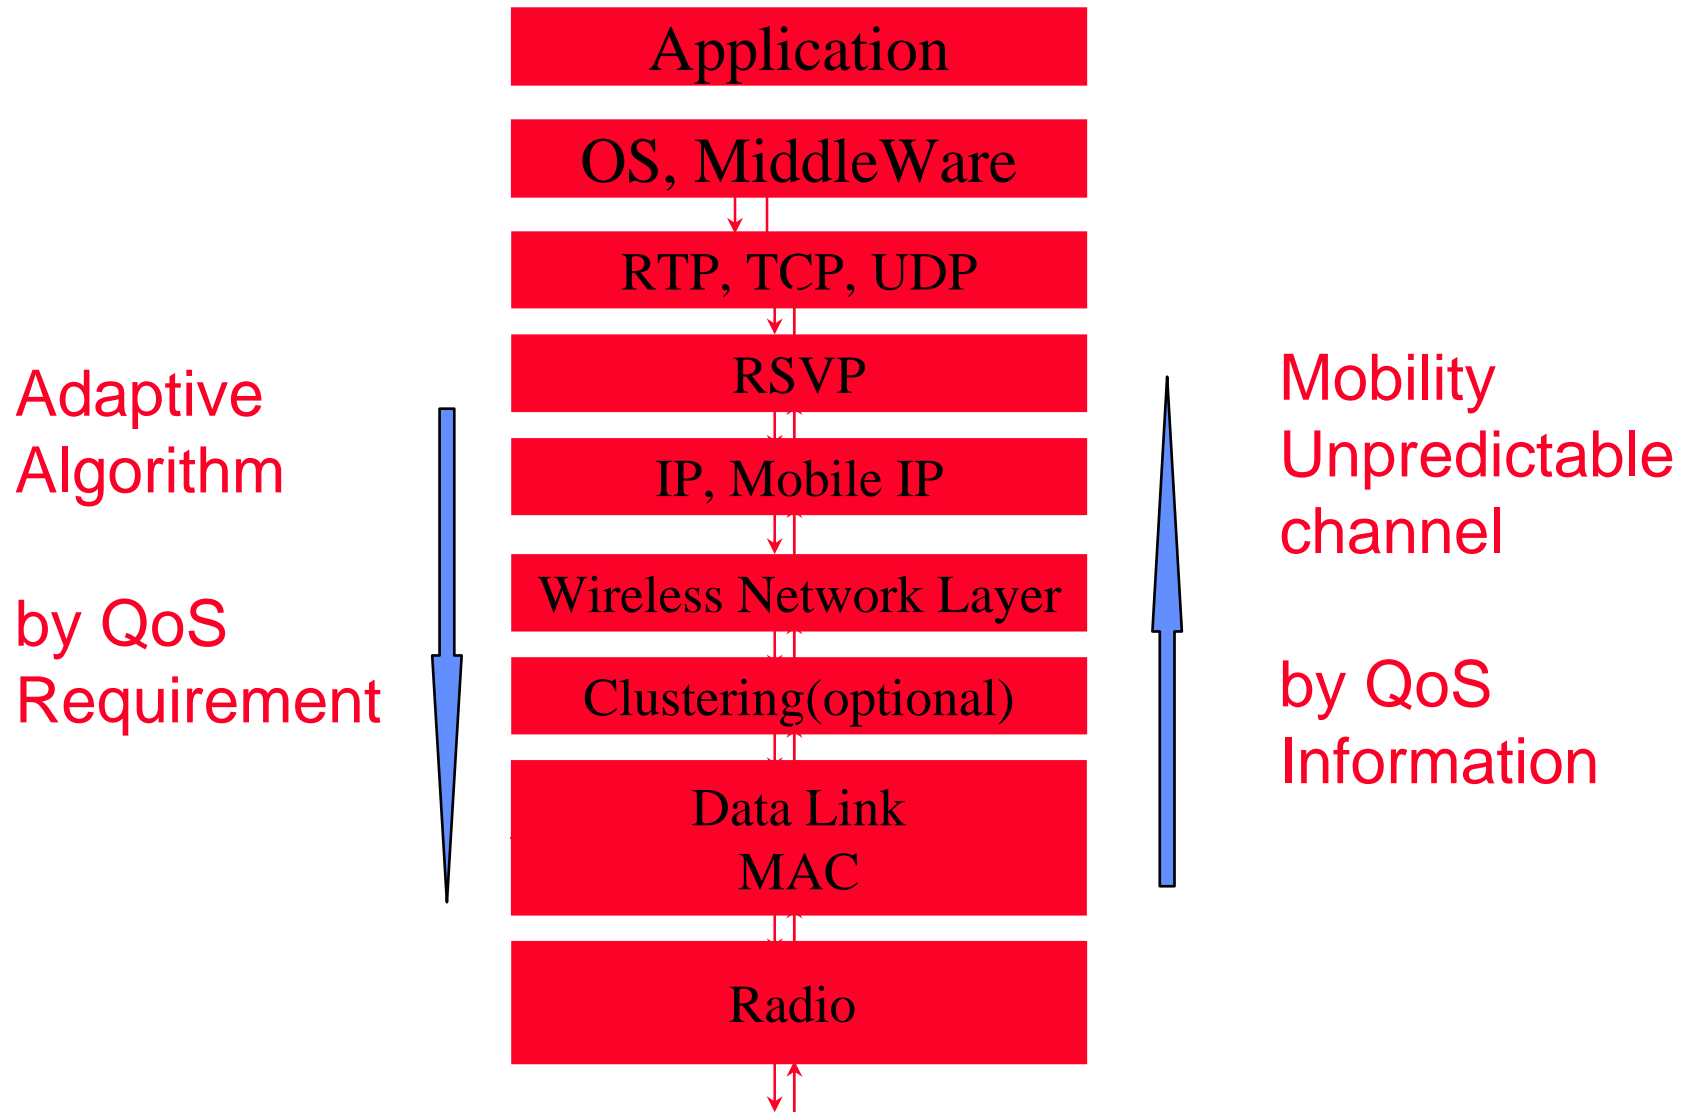 Application
OS, MiddleWare
RTP, TCP, UDP
RSVP
IP, Mobile IP
Wireless Network Layer
Clustering(optional)
Data Link
MAC
Radio
Adaptive
Algorithm
by QoS
Requirement
Mobility
Unpredictable
channel
by QoS
Information